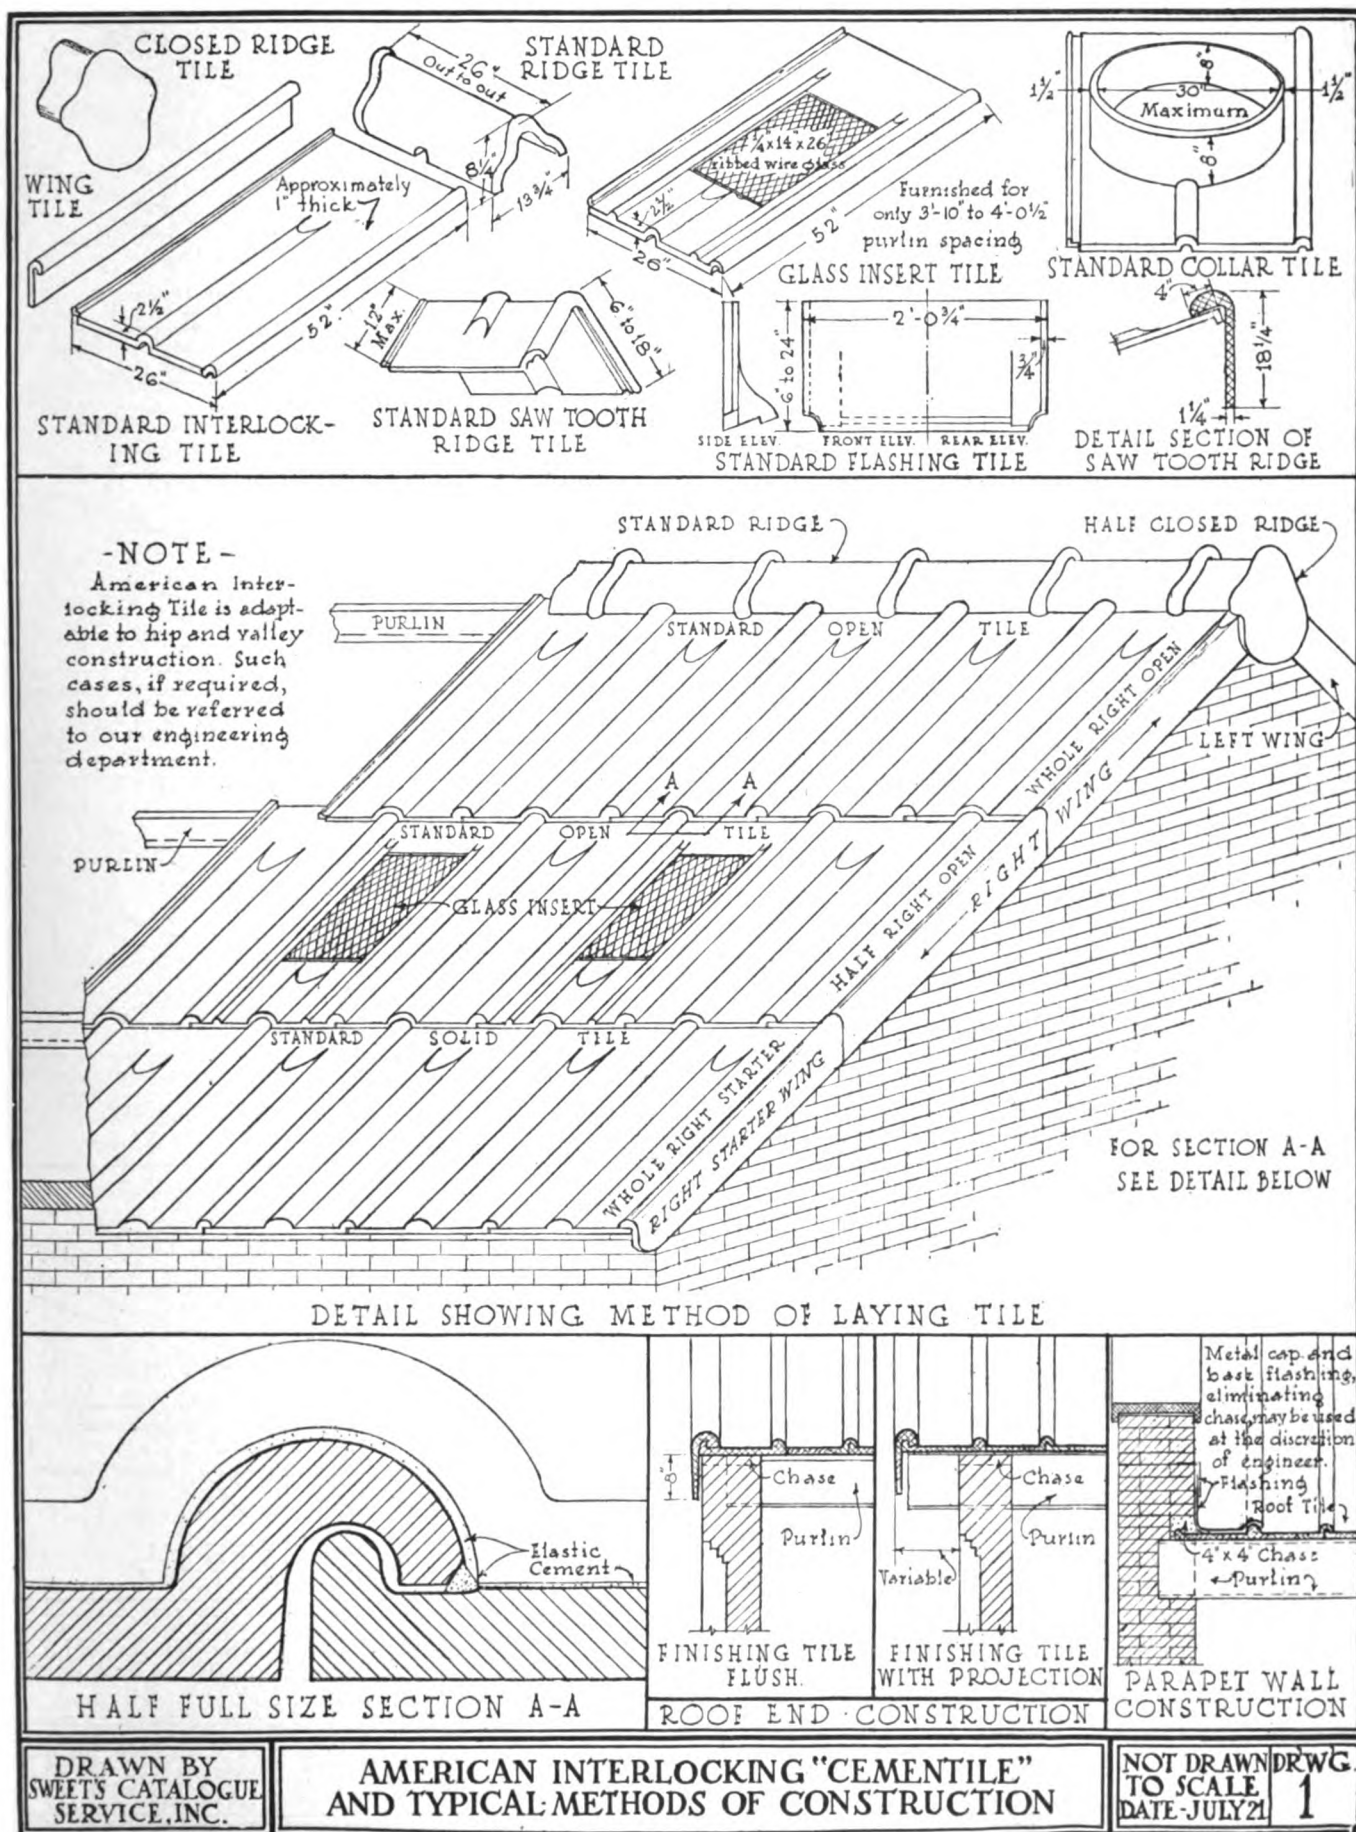 CLOSED RIDGE
TILE
26"
Out to out
STANDARD
RIDGE TILE
8¼"
13¾"
WING
TILE
Approximately
1" thick
2½"
26"
52"
STANDARD INTERLOCK-
ING TILE
12"
Max.
6" to 18"
STANDARD SAW TOOTH
RIDGE TILE
¼"x14"x26"
ribbed wire glass
2½"
26"
52"
Furnished for
only 3'-10" to 4'-0½"
purlin spacing
GLASS INSERT TILE
1½"
8"
30"
Maximum
1½"
8"
STANDARD COLLAR TILE
2'-0¾"
6" to 24"
¾"
SIDE ELEV.
FRONT ELEV.
REAR ELEV.
STANDARD FLASHING TILE
4"
18¼"
1¼"
DETAIL SECTION OF
SAW TOOTH RIDGE
-NOTE-
American Inter-
locking Tile is adapt-
able to hip and valley
construction. Such
cases, if required,
should be referred
to our engineering
department.
STANDARD RIDGE
HALF CLOSED RIDGE
PURLIN
STANDARD OPEN TILE
WHOLE RIGHT OPEN
LEFT WING
RIGHT WING
A A
PURLIN
STANDARD OPEN TILE
GLASS INSERT
HALF RIGHT OPEN
STANDARD SOLID TILE
WHOLE RIGHT STARTER
RIGHT STARTER WING
FOR SECTION A-A
SEE DETAIL BELOW
DETAIL SHOWING METHOD OF LAYING TILE
Elastic
Cement
HALF FULL SIZE SECTION A-A
8"
Chase
Purlin
FINISHING TILE
FLUSH.
Chase
Purlin
Variable
FINISHING TILE
WITH PROJECTION
ROOF END CONSTRUCTION
Metal cap and
base flashing,
eliminating
chase may be used
at the discretion
of engineer.
Flashing
Roof Tile
4"x4" Chase
Purlin
PARAPET WALL
CONSTRUCTION
DRAWN BY
SWEET'S CATALOGUE
SERVICE, INC.
AMERICAN INTERLOCKING "CEMENTILE"
AND TYPICAL METHODS OF CONSTRUCTION
NOT DRAWN
TO SCALE
DATE-JULY 21
DRWG.
1